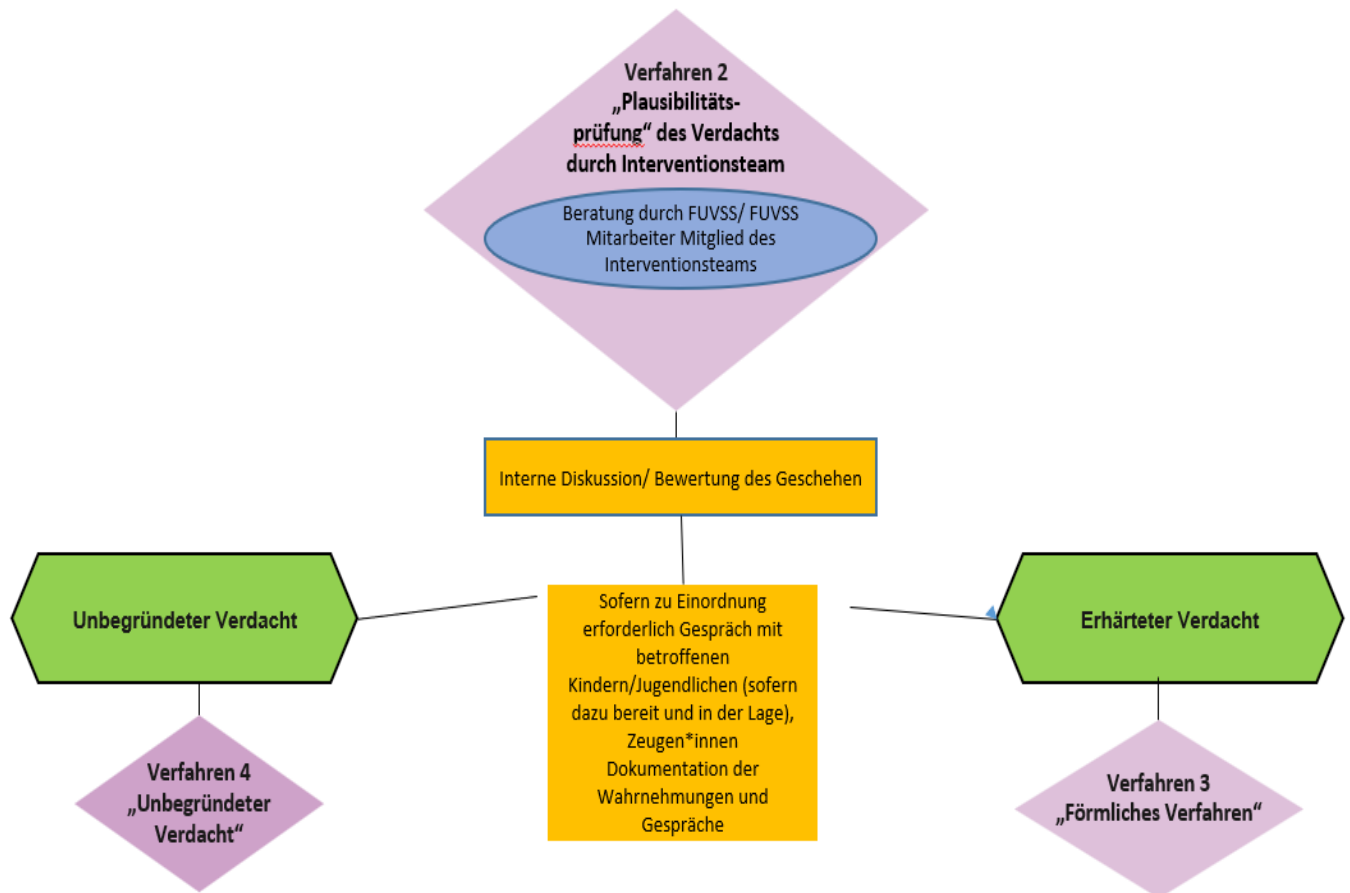 Verfahren 2
„Plausibilitäts-
prüfung“ des Verdachts
durch Interventionsteam
Beratung durch FUVSS/ FUVSS
Mitarbeiter Mitglied des
Interventionsteams
Interne Diskussion/ Bewertung des Geschehen
Unbegründeter Verdacht
Sofern zu Einordnung
erforderlich Gespräch mit
betroffenen
Kindern/Jugendlichen (sofern
dazu bereit und in der Lage),
Zeugen*innen
Dokumentation der
Wahrnehmungen und
Gespräche
Erhärteter Verdacht
Verfahren 4
„Unbegründeter
Verdacht“
Verfahren 3
„Förmliches Verfahren“